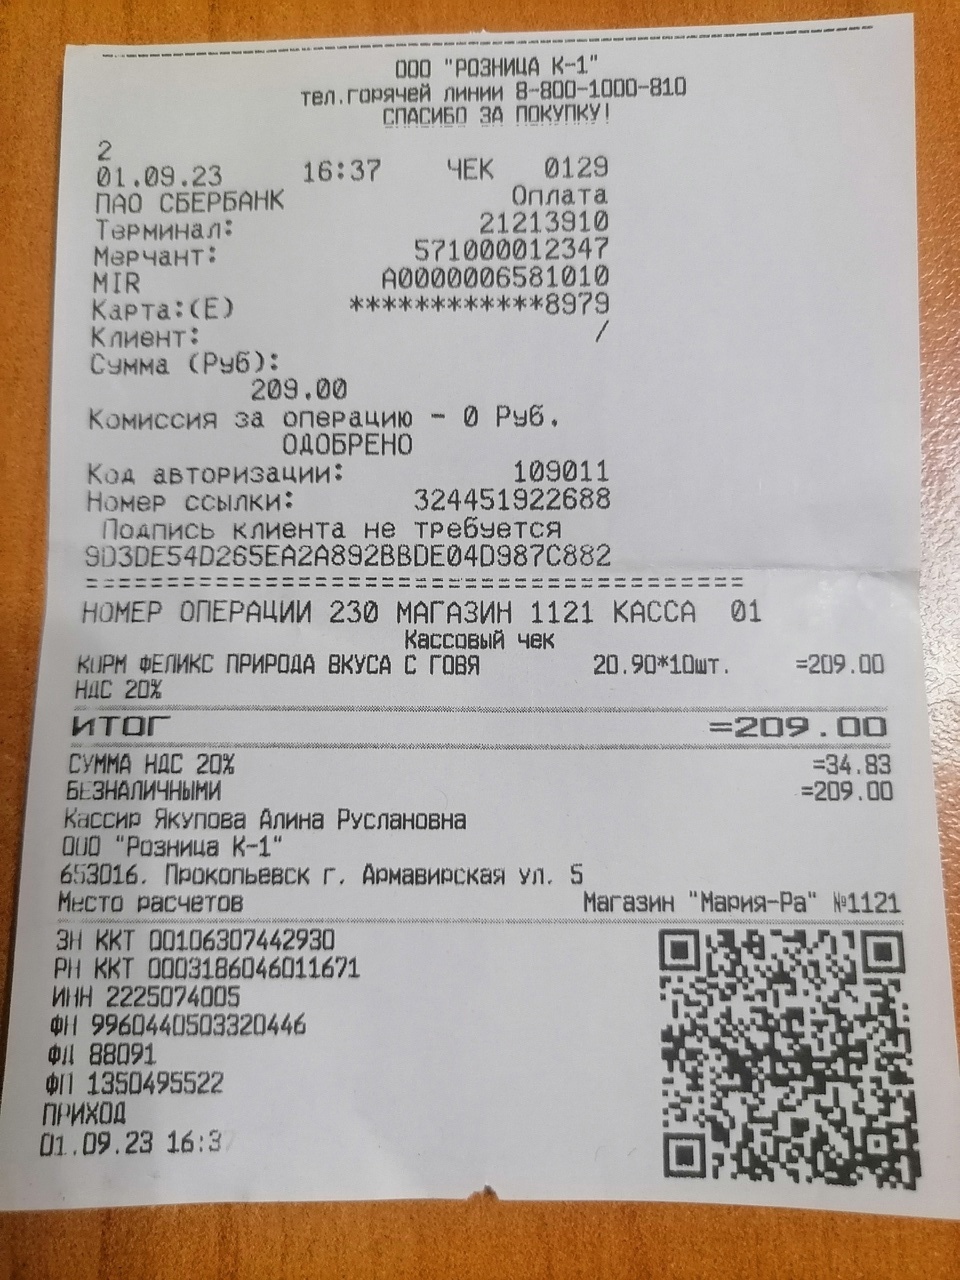 ООО "РОЗНИЦА К-1"
тел.горячей линии 8-800-1000-810
СПАСИБО ЗА ПОКУПКУ!
2
01.09.23 16:37 ЧЕК 0129
ПАО СБЕРБАНК Оплата
Терминал: 21213910
Мерчант: 571000012347
MIR A0000006581010
Карта:(E) ************8979
Клиент: /
Сумма (Руб):
209.00
Комиссия за операцию - 0 Руб.
ОДОБРЕНО
Код авторизации: 109011
Номер ссылки: 324451922688
Подпись клиента не требуется
9D3DE54D265EA2A892BBDE04D987C882
=========================================
НОМЕР ОПЕРАЦИИ 230 МАГАЗИН 1121 КАССА 01
Кассовый чек
КОРМ ФЕЛИКС ПРИРОДА ВКУСА С ГОВЯ 20.90*10шт. =209.00
НДС 20%
ИТОГ =209.00
СУММА НДС 20% =34.83
БЕЗНАЛИЧНЫМИ =209.00
Кассир Якупова Алина Руслановна
ООО "Розница К-1"
653016. Прокопьевск г. Армавирская ул. 5
Место расчетов Магазин "Мария-Ра" №1121
ЗН ККТ 00106307442930
РН ККТ 0003186046011671
ИНН 2225074005
ФН 9960440503320446
ФД 88091
ФП 1350495522
ПРИХОД
01.09.23 16:37